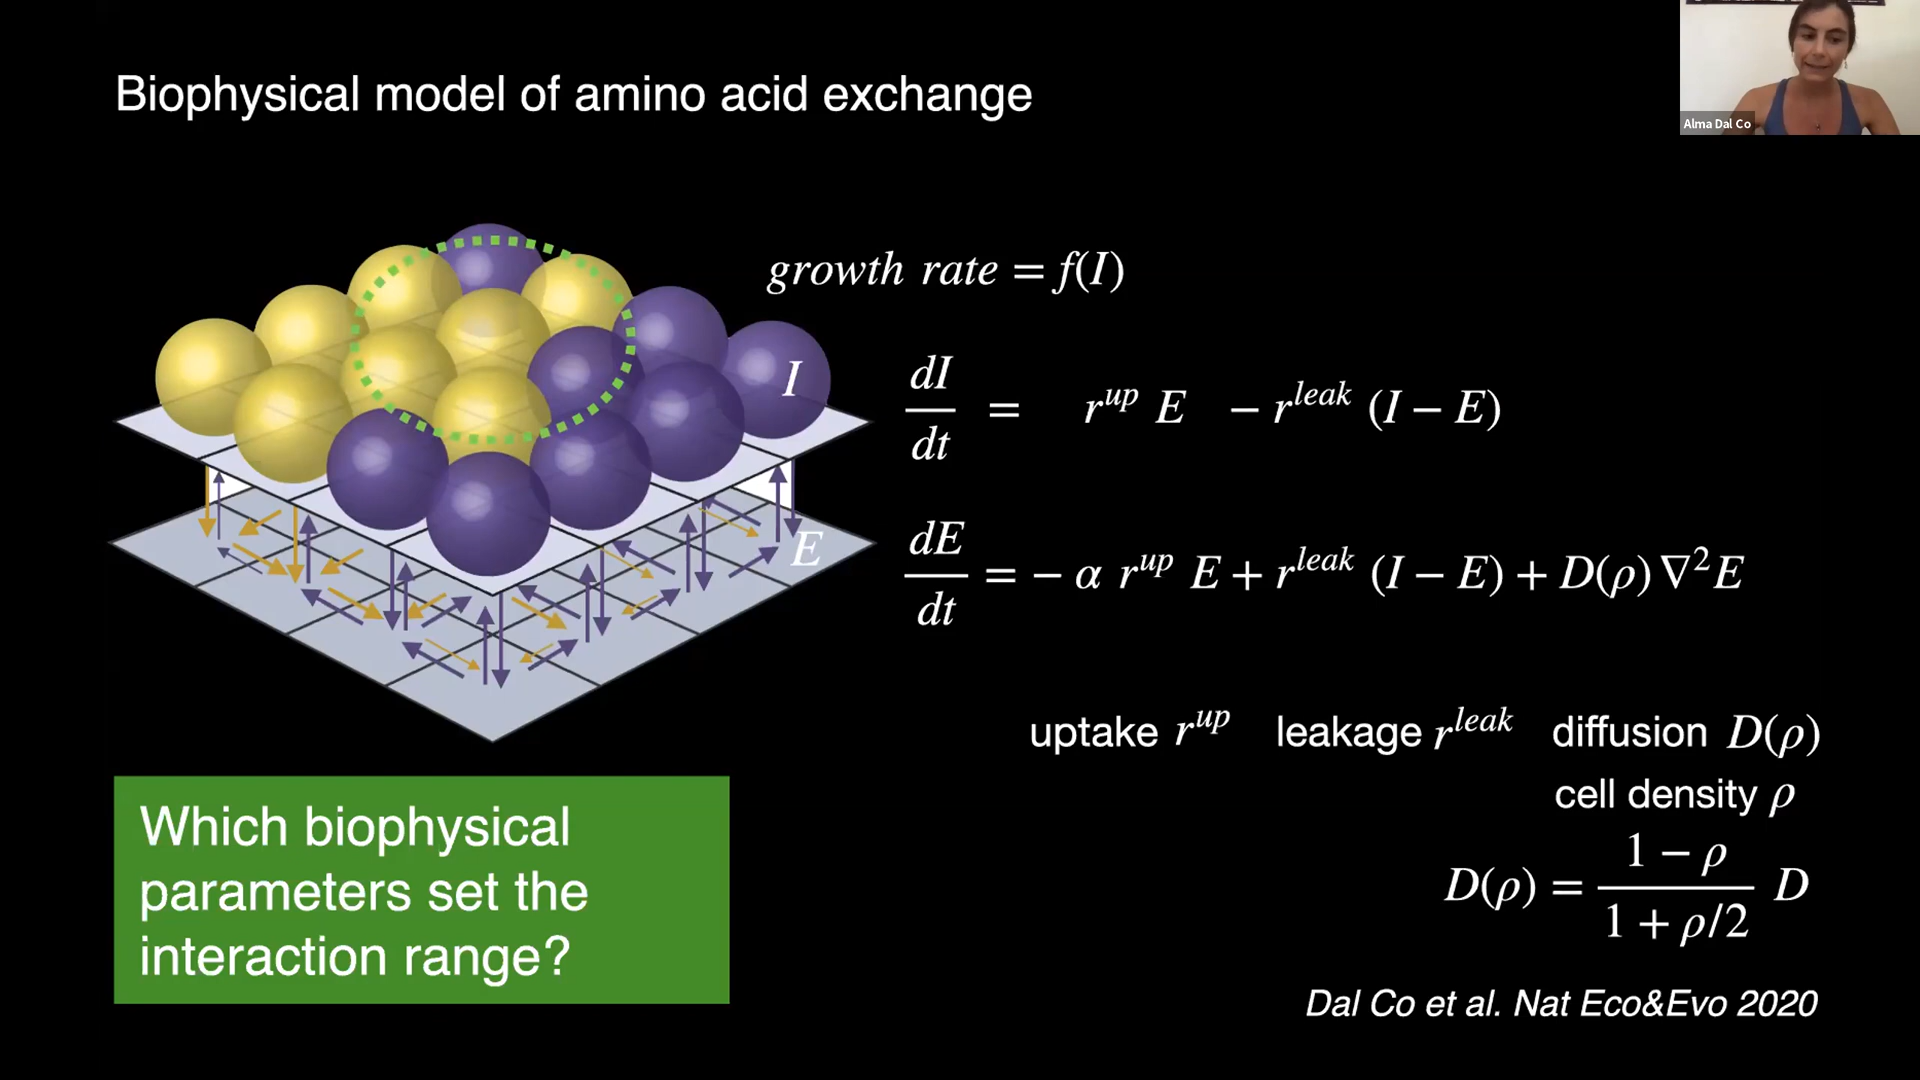 Biophysical model of amino acid exchange
Alma Dal Co
growth rate = f(I)
I
dI/dt = r^up E − r^leak (I − E)
E
dE/dt = − α r^up E + r^leak (I − E) + D(ρ) ∇²E
uptake r^up leakage r^leak diffusion D(ρ)
cell density ρ
D(ρ) = (1 − ρ)/(1 + ρ/2) D
Which biophysical
parameters set the
interaction range?
Dal Co et al. Nat Eco&Evo 2020